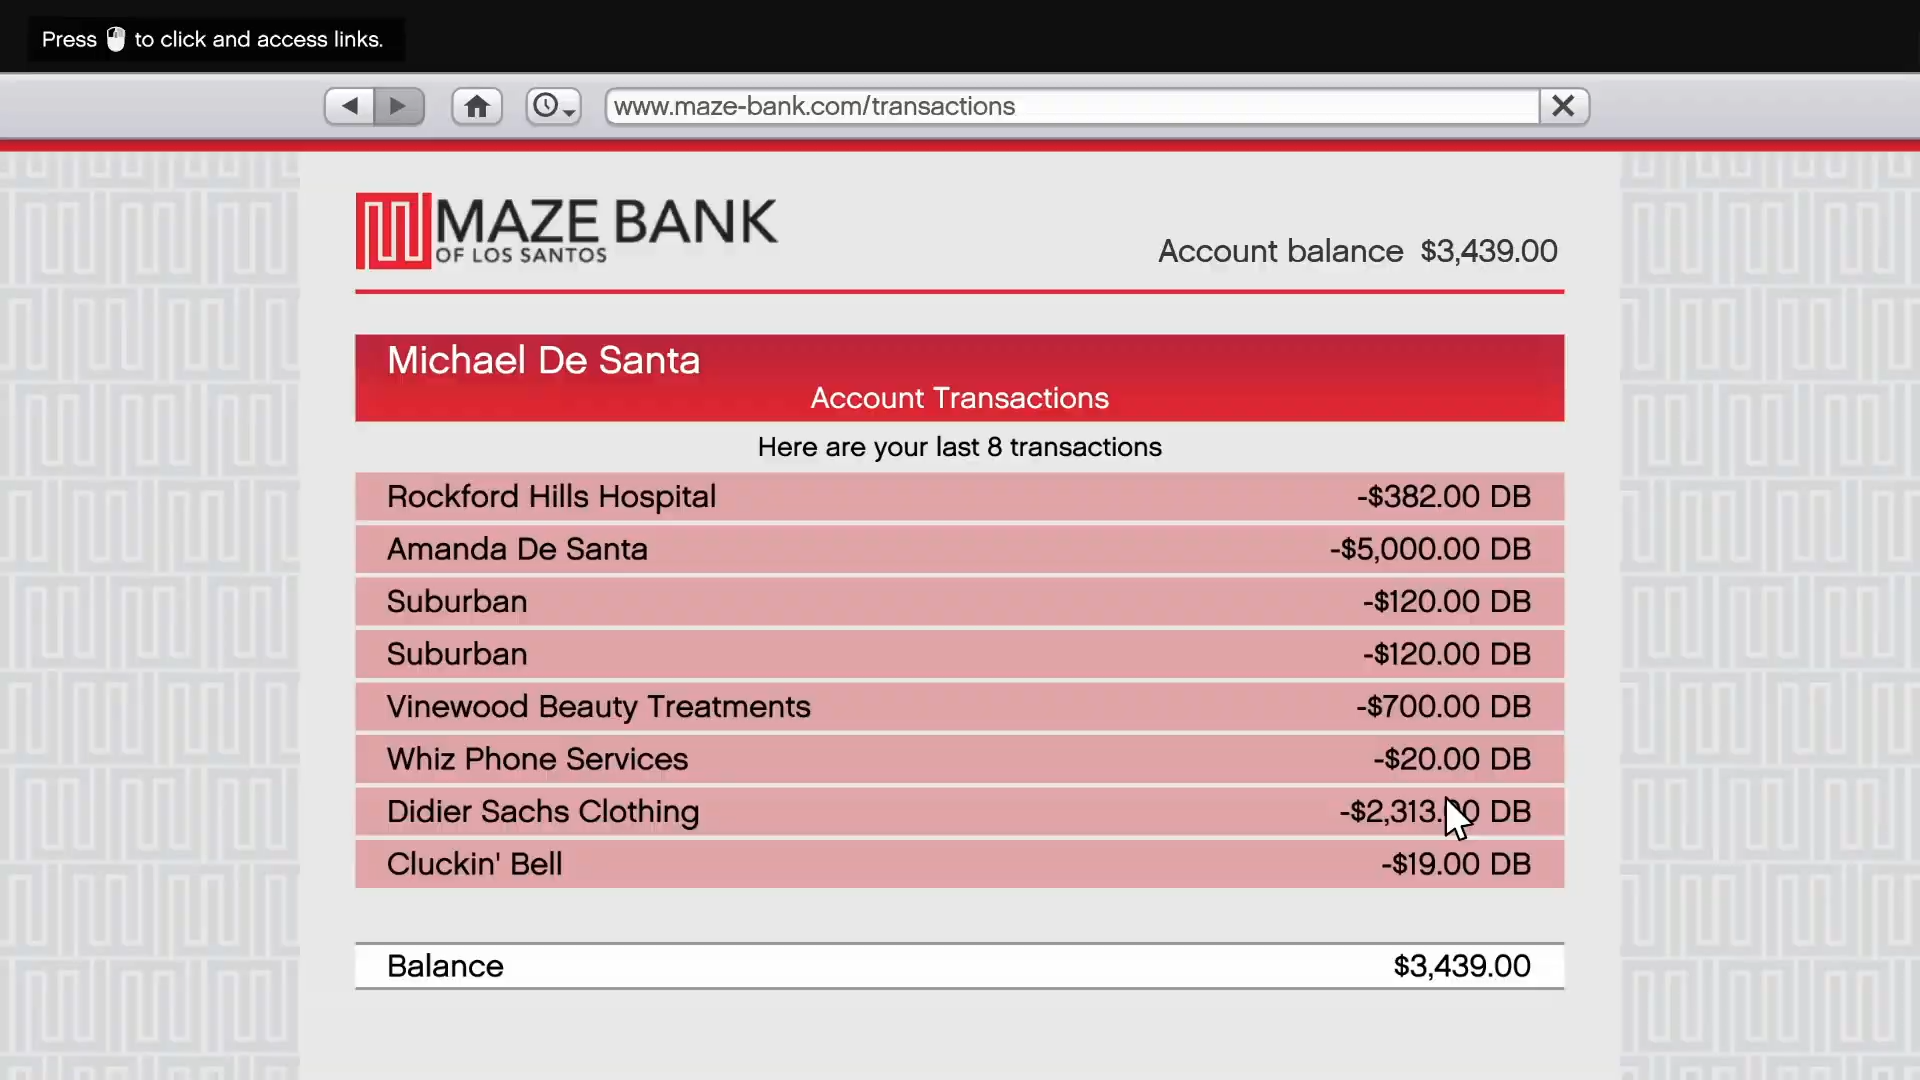 Press to click and access links.
www.maze-bank.com/transactions
MAZE BANK
OF LOS SANTOS
Account balance $3,439.00
Michael De Santa
Account Transactions
Here are your last 8 transactions
Rockford Hills Hospital -$382.00 DB
Amanda De Santa -$5,000.00 DB
Suburban -$120.00 DB
Suburban -$120.00 DB
Vinewood Beauty Treatments -$700.00 DB
Whiz Phone Services -$20.00 DB
Didier Sachs Clothing -$2,313.00 DB
Cluckin' Bell -$19.00 DB
Balance $3,439.00